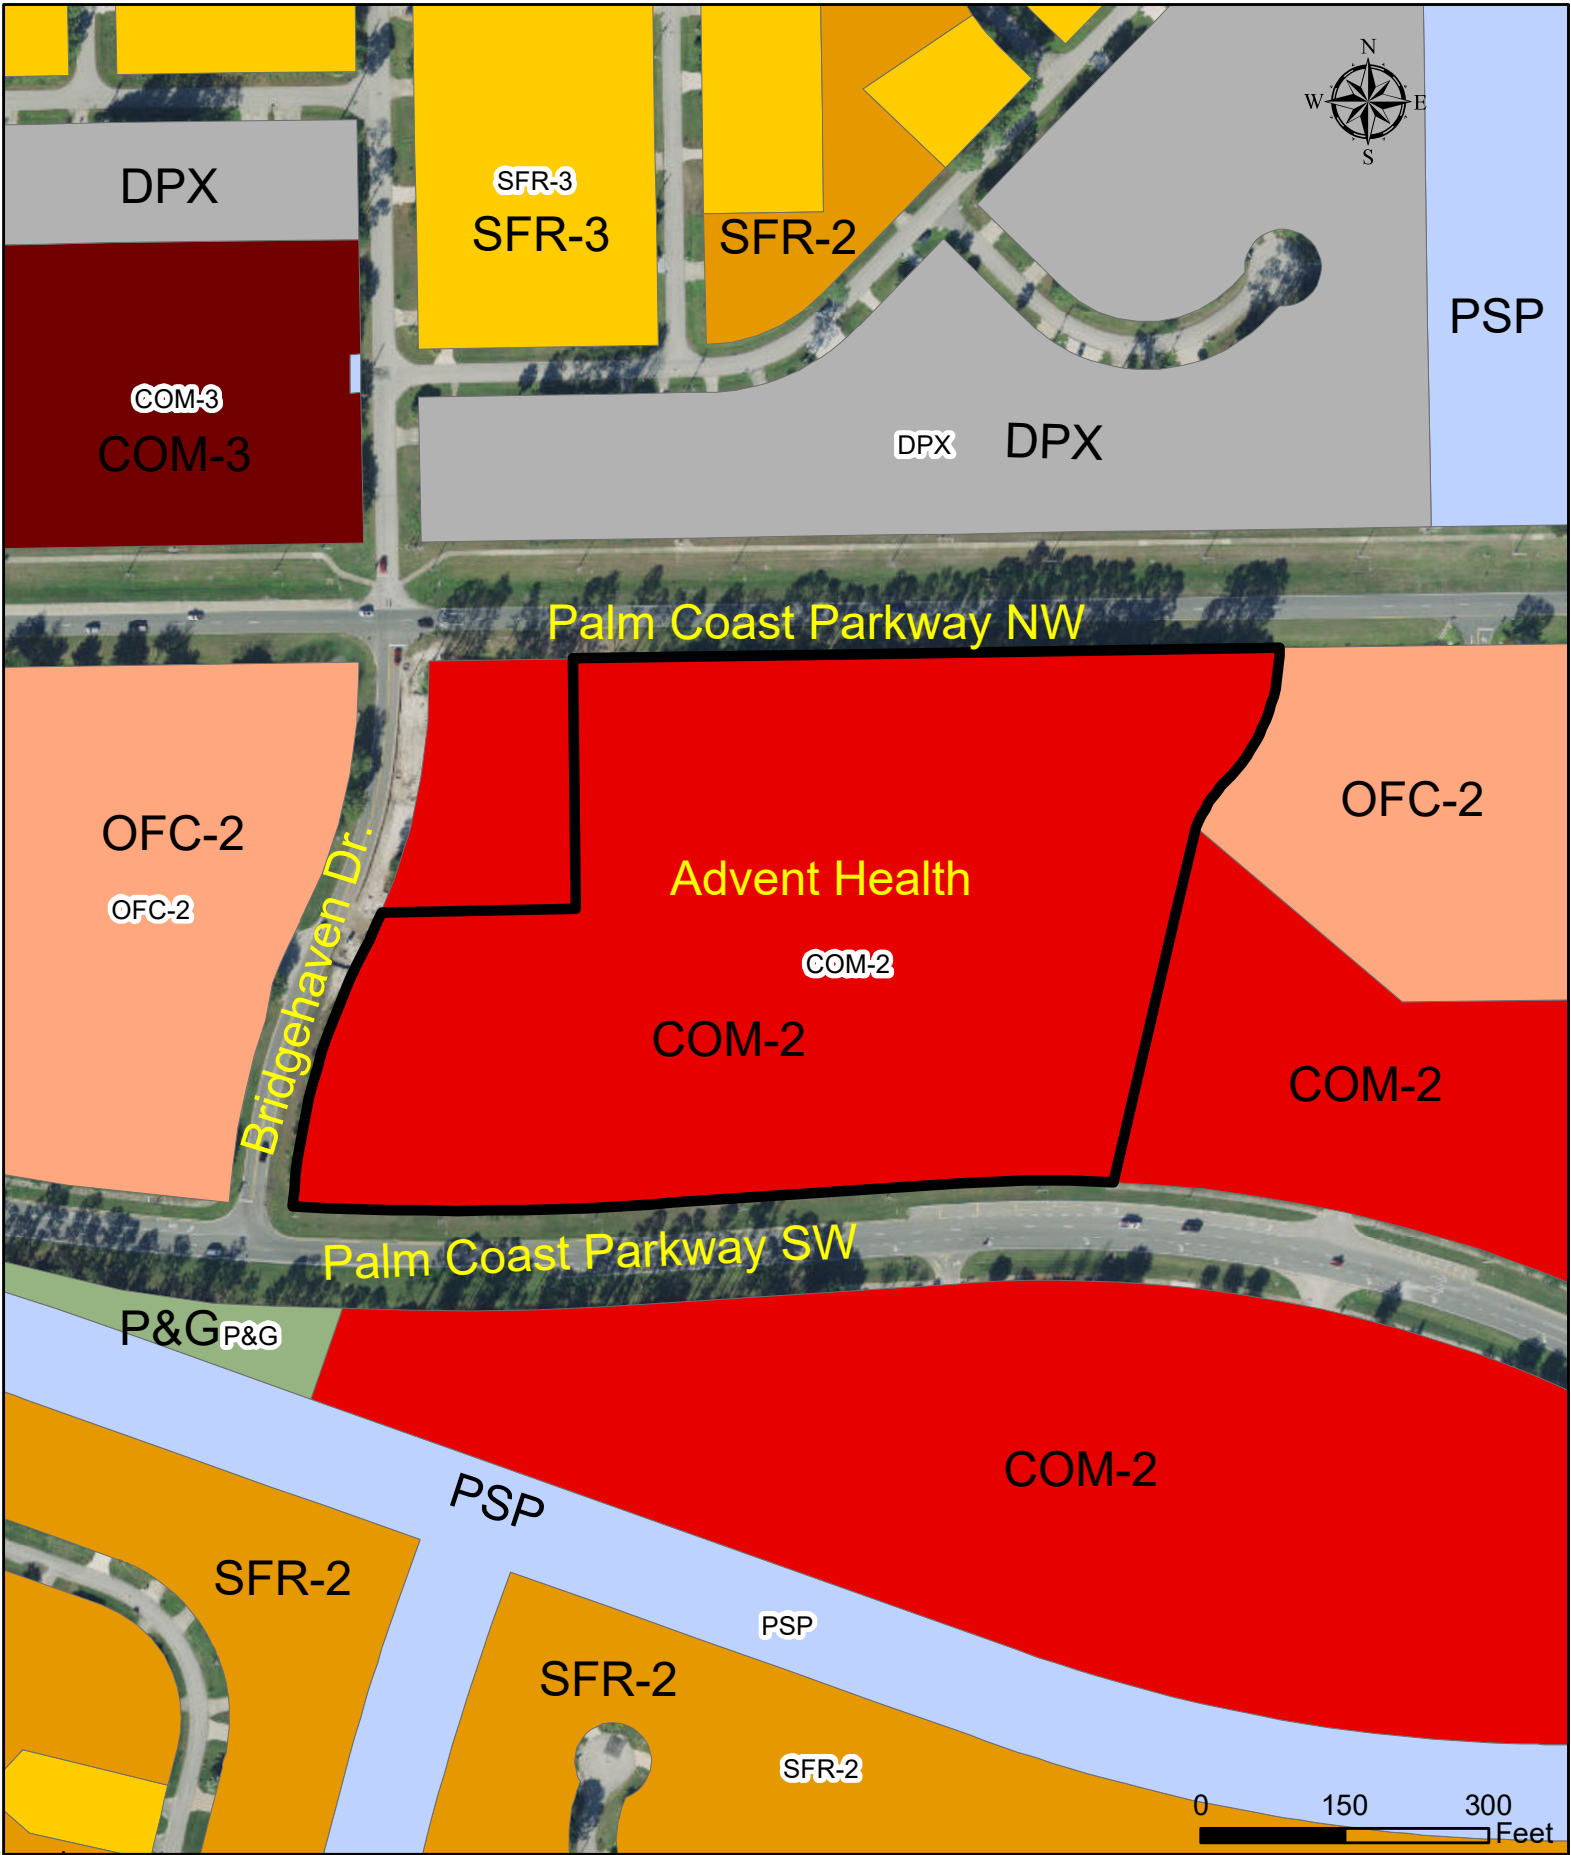 N
W E
S
DPX
SFR-3
SFR-3
SFR-2
PSP
COM-3
COM-3
DPX DPX
Palm Coast Parkway NW
OFC-2
OFC-2
OFC-2
Bridgehaven Dr.
Advent Health
COM-2
COM-2
COM-2
Palm Coast Parkway SW
P&G P&G
COM-2
PSP
SFR-2
PSP
SFR-2
SFR-2
0 150 300
Feet